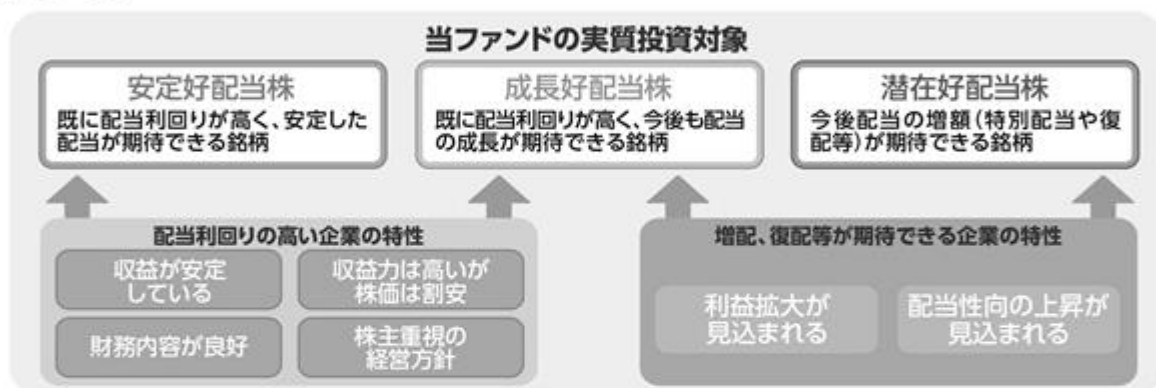 当ファンドの実質投資対象
安定好配当株
既に配当利回りが高く、安定した
配当が期待できる銘柄
成長好配当株
既に配当利回りが高く、今後も配当
の成長が期待できる銘柄
潜在好配当株
今後配当の増額(特別配当や復
配等)が期待できる銘柄
配当利回りの高い企業の特性
収益が安定
している
収益力は高いが
株価は割安
財務内容が良好
株主重視の
経営方針
増配、復配等が期待できる企業の特性
利益拡大が
見込まれる
配当性向の上昇が
見込まれる